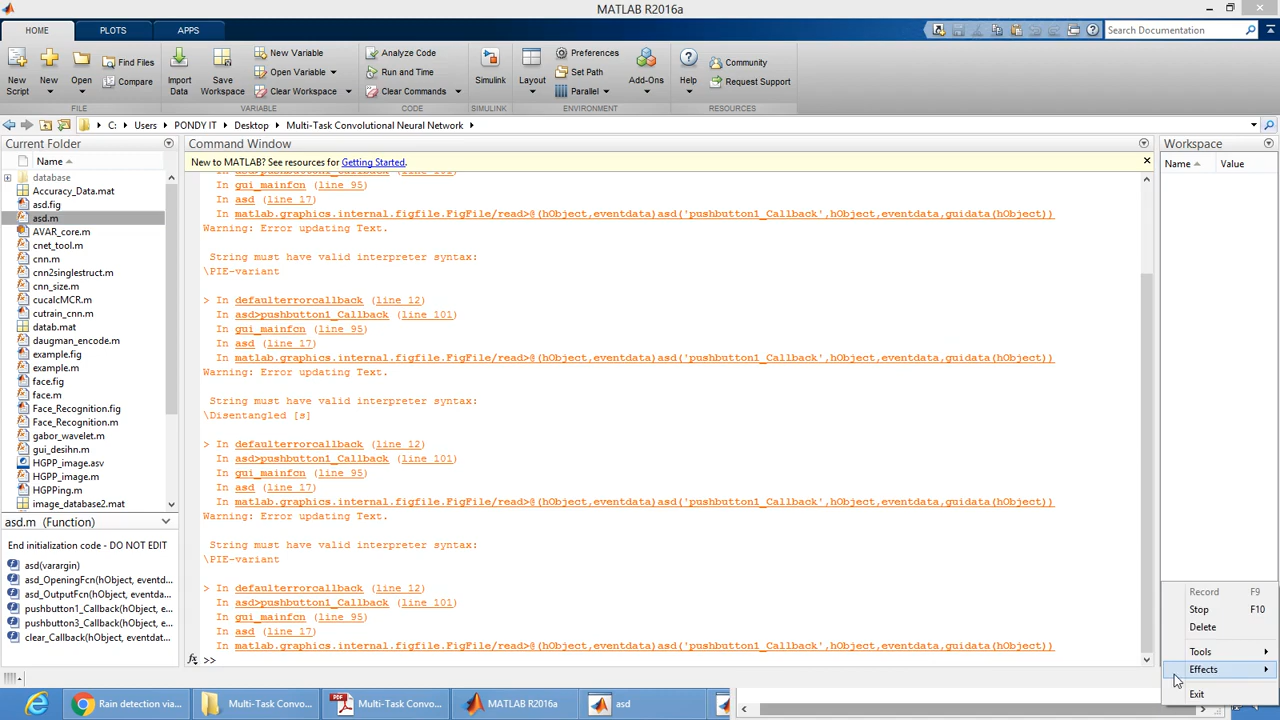 MATLAB R2016a
HOME PLOTS APPS
Search Documentation
New Script
New
Open
Find Files
Compare
Import Data
Save Workspace
New Variable
Open Variable
Clear Workspace
Analyze Code
Run and Time
Clear Commands
Simulink
Layout
Preferences
Set Path
Parallel
Add-Ons
Help
Community
Request Support
FILE VARIABLE CODE SIMULINK ENVIRONMENT RESOURCES
C: Users PONDY IT Desktop Multi-Task Convolutional Neural Network
Current Folder
Name
database
Accuracy_Data.mat
asd.fig
asd.m
AVAR_core.m
cnet_tool.m
cnn.m
cnn2singlestruct.m
cnn_size.m
cucalcMCR.m
cutrain_cnn.m
datab.mat
daugman_encode.m
example.fig
example.m
face.fig
face.m
Face_Recognition.fig
Face_Recognition.m
gabor_wavelet.m
gui_desihn.m
HGPP_image.asv
HGPP_image.m
HGPPing.m
image_database2.mat
asd.m (Function)
End initialization code - DO NOT EDIT
asd(varargin)
asd_OpeningFcn(hObject, eventd...
asd_OutputFcn(hObject, eventda...
pushbutton1_Callback(hObject, e...
pushbutton3_Callback(hObject, e...
clear_Callback(hObject, eventdat...
Command Window
New to MATLAB? See resources for Getting Started.
In gui_mainfcn (line 95)
In asd (line 17)
In matlab.graphics.internal.figfile.FigFile/read>@(hObject,eventdata)asd('pushbutton1_Callback',hObject,eventdata,guidata(hObject))
Warning: Error updating Text.
String must have valid interpreter syntax:
\PIE-variant
> In defaulterrorcallback (line 12)
In asd>pushbutton1_Callback (line 101)
In gui_mainfcn (line 95)
In asd (line 17)
In matlab.graphics.internal.figfile.FigFile/read>@(hObject,eventdata)asd('pushbutton1_Callback',hObject,eventdata,guidata(hObject))
Warning: Error updating Text.
String must have valid interpreter syntax:
\Disentangled [s]
> In defaulterrorcallback (line 12)
In asd>pushbutton1_Callback (line 101)
In gui_mainfcn (line 95)
In asd (line 17)
In matlab.graphics.internal.figfile.FigFile/read>@(hObject,eventdata)asd('pushbutton1_Callback',hObject,eventdata,guidata(hObject))
Warning: Error updating Text.
String must have valid interpreter syntax:
\PIE-variant
> In defaulterrorcallback (line 12)
In asd>pushbutton1_Callback (line 101)
In gui_mainfcn (line 95)
In asd (line 17)
In matlab.graphics.internal.figfile.FigFile/read>@(hObject,eventdata)asd('pushbutton1_Callback',hObject,eventdata,guidata(hObject))
fx >>
Workspace
Name Value
Record F9
Stop F10
Delete
Tools
Effects
Exit
Rain detection via...
Multi-Task Convo...
Multi-Task Convo...
MATLAB R2016a
asd